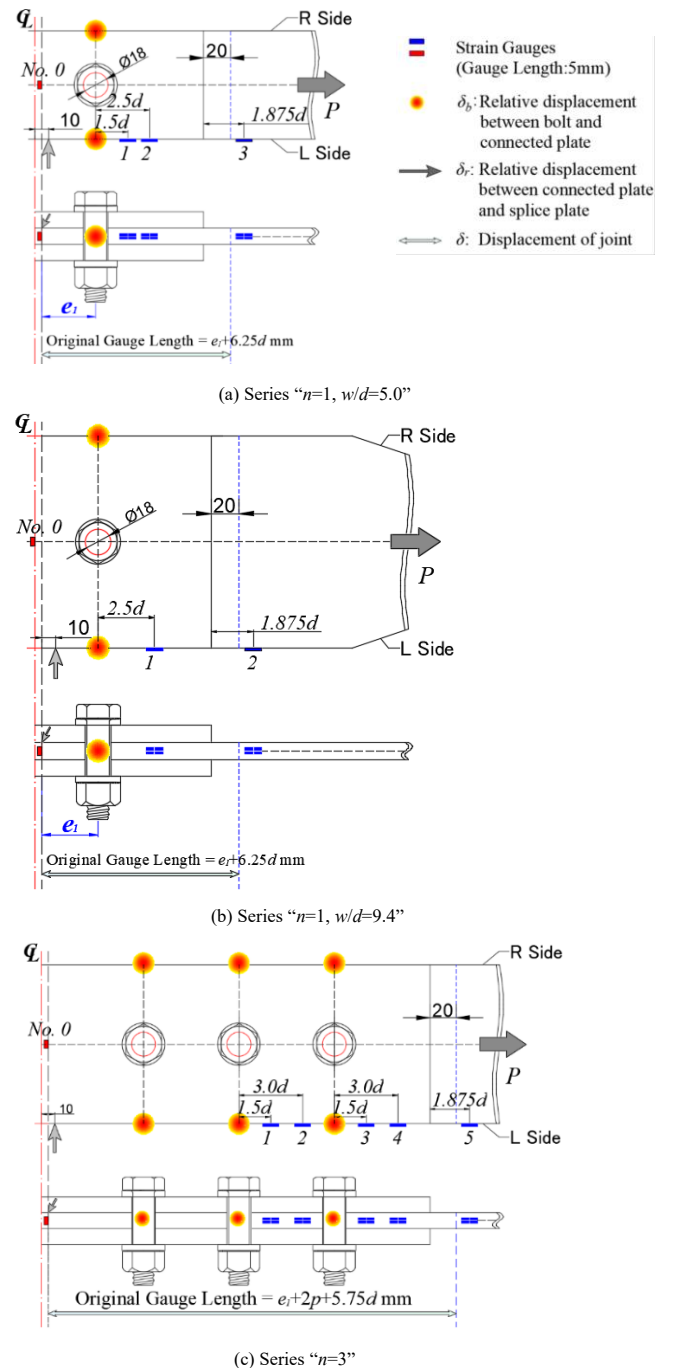 ℄
R Side
Ø18
20
No. 0
2.5d
P
10
1.5d
1.875d
1 2 3
L Side
e₁
Original Gauge Length = e₁+6.25d mm
Strain Gauges
(Gauge Length:5mm)
δb: Relative displacement
between bolt and
connected plate
δr: Relative displacement
between connected plate
and splice plate
δ: Displacement of joint
(a) Series “n=1, w/d=5.0”
℄
R Side
20
Ø18
No. 0
P
2.5d
10
1.875d
1 2
L Side
e₁
Original Gauge Length = e₁+6.25d mm
(b) Series “n=1, w/d=9.4”
℄
R Side
20
No. 0
P
3.0d 3.0d
10
1.5d 1.5d 1.875d
1 2 3 4 5
L Side
Original Gauge Length = e₁+2p+5.75d mm
(c) Series “n=3”